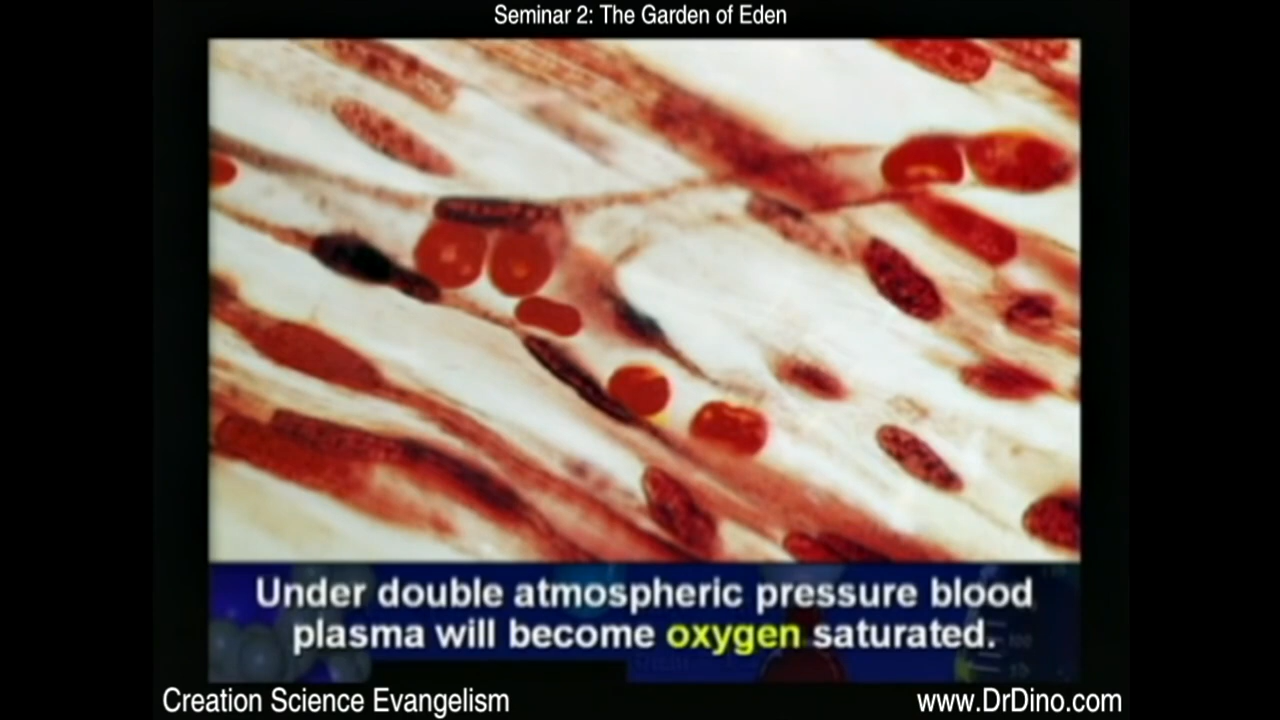 Seminar 2: The Garden of Eden
Under double atmospheric pressure blood
plasma will become oxygen saturated.
Creation Science Evangelism
www.DrDino.com